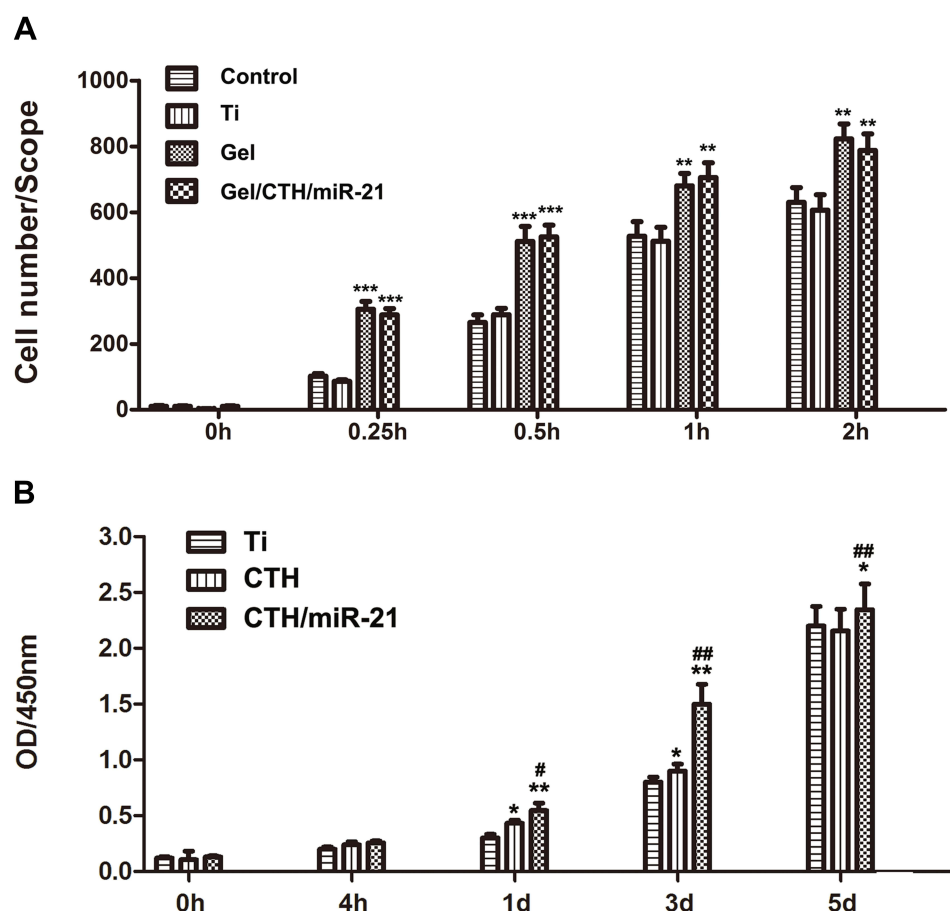 A
Cell number/Scope
1000
800
600
400
200
0
Control
Ti
Gel
Gel/CTH/miR-21
*** ***
*** ***
** **
** **
0h 0.25h 0.5h 1h 2h
B
OD/450nm
3.0
2.5
2.0
1.5
1.0
0.5
0.0
Ti
CTH
CTH/miR-21
#
* **
##
* **
##
*
0h 4h 1d 3d 5d